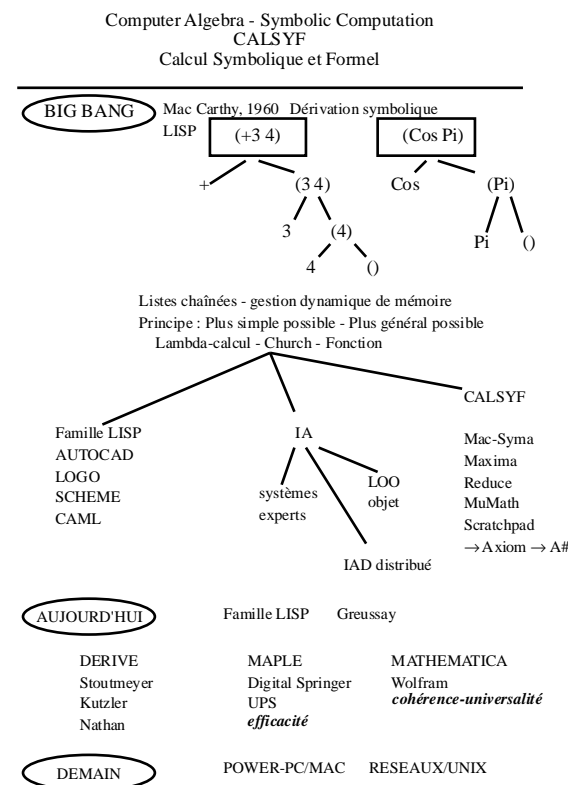 Computer Algebra - Symbolic Computation
CALSYF
Calcul Symbolique et Formel
BIG BANG
Mac Carthy, 1960 Dérivation symbolique
LISP
(+3 4)
(Cos Pi)
+
(3 4)
Cos
(Pi)
3
(4)
Pi
()
4
()
Listes chaînées - gestion dynamique de mémoire
Principe : Plus simple possible - Plus général possible
Lambda-calcul - Church - Fonction
Famille LISP
AUTOCAD
LOGO
SCHEME
CAML
IA
systèmes
experts
LOO
objet
IAD distribué
CALSYF
Mac-Syma
Maxima
Reduce
MuMath
Scratchpad
→Axiom → A#
AUJOURD'HUI
Famille LISP Greussay
DERIVE
Stoutmeyer
Kutzler
Nathan
MAPLE
Digital Springer
UPS
efficacité
MATHEMATICA
Wolfram
cohérence-universalité
DEMAIN
POWER-PC/MAC RESEAUX/UNIX